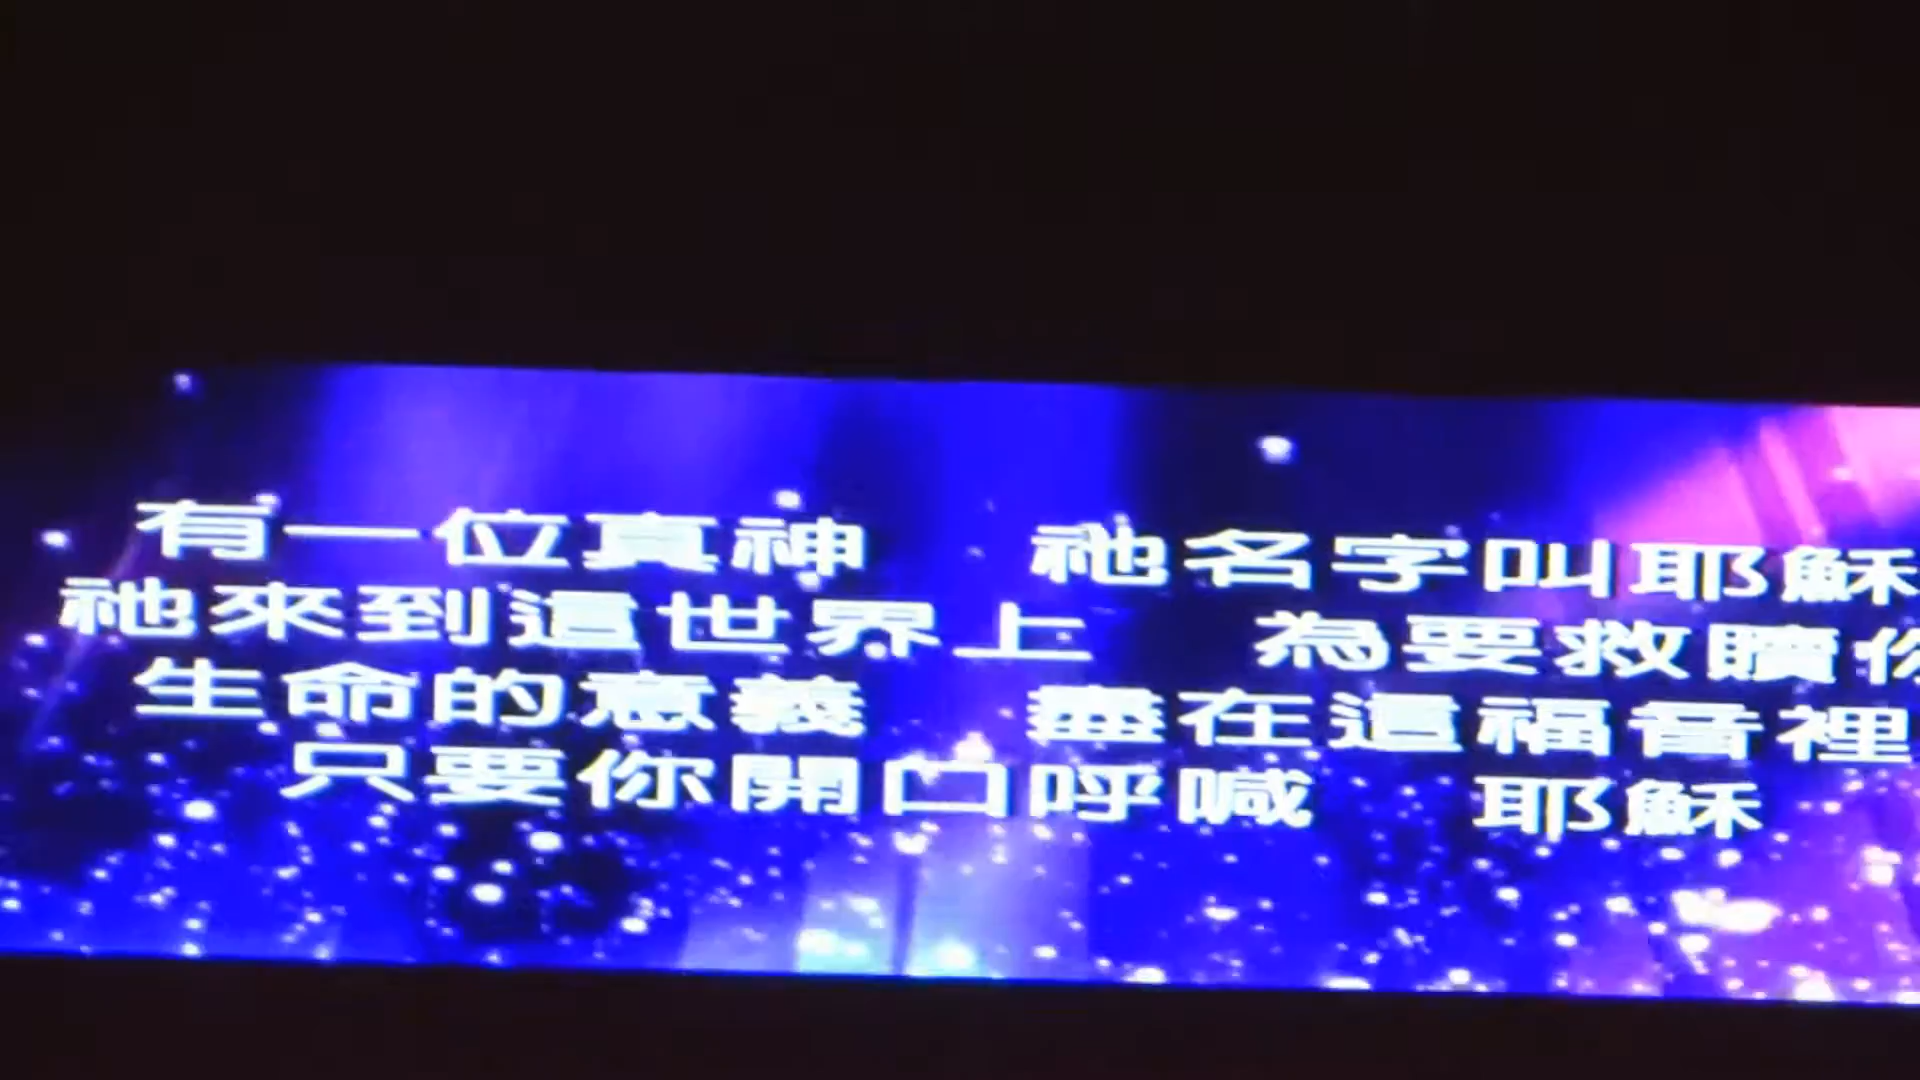 有一位真神　祂名字叫耶穌
祂來到這世界上　為要救贖你
生命的意義　盡在這福音裡
只要你開口呼喊　耶穌